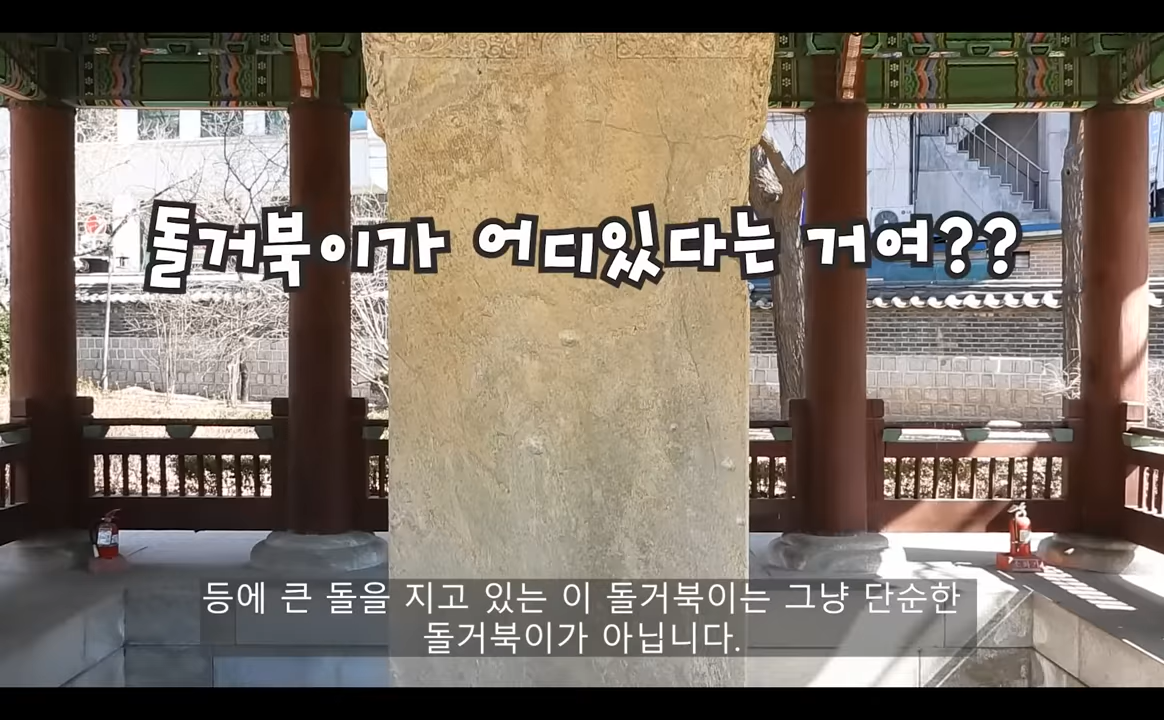 돌거북이가 어디있다는 거여??
등에 큰 돌을 지고 있는 이 돌거북이는 그냥 단순한
돌거북이가 아닙니다.